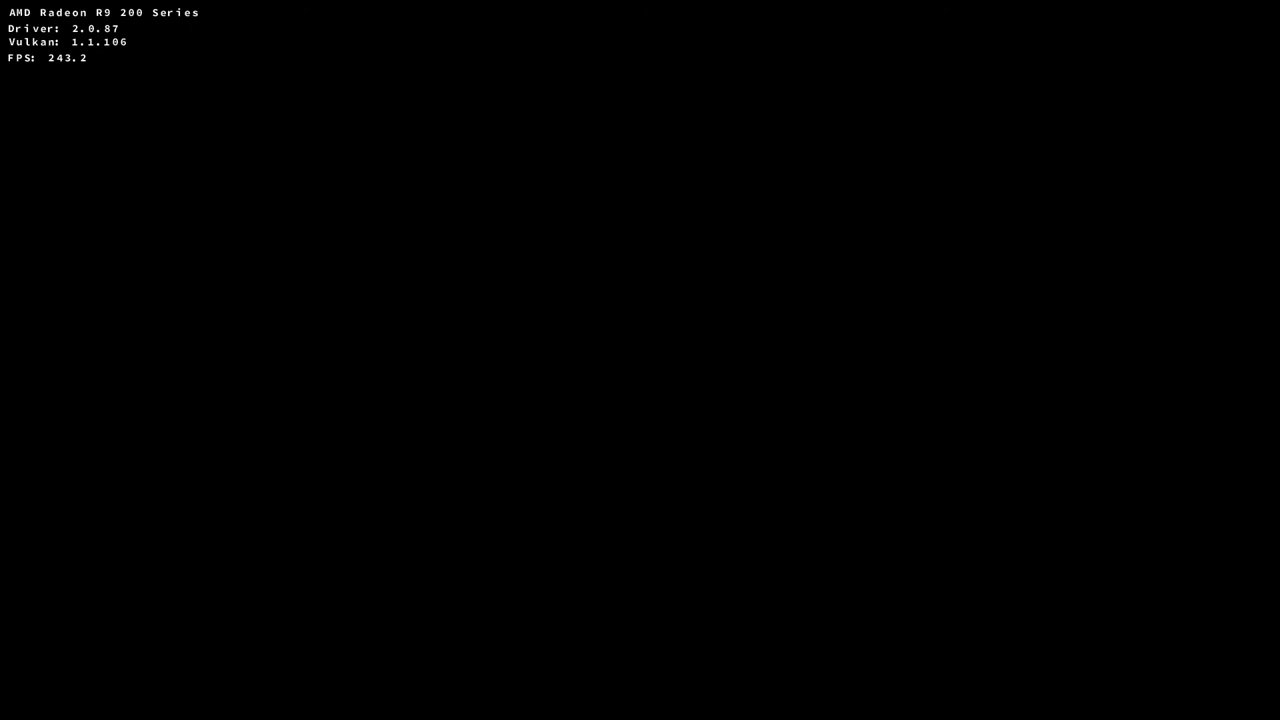 AMD Radeon R9 200 Series
Driver: 2.0.87
Vulkan: 1.1.106
FPS: 243.2